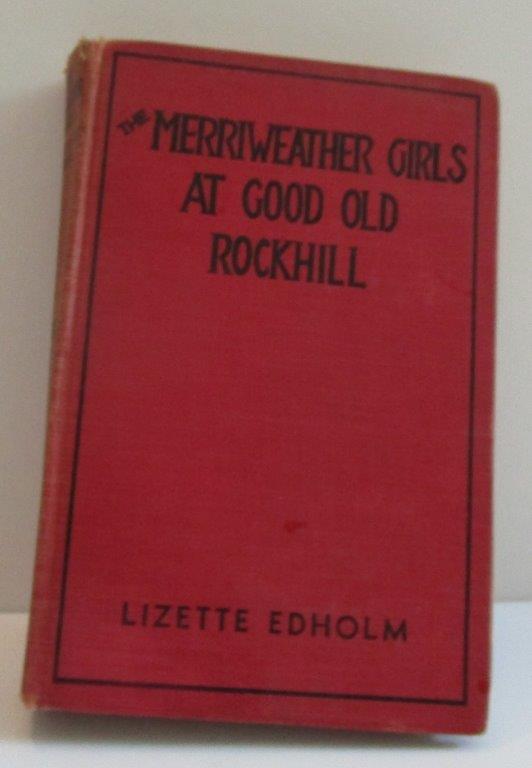 THE MERRIWEATHER GIRLS
AT GOOD OLD
ROCKHILL
LIZETTE EDHOLM